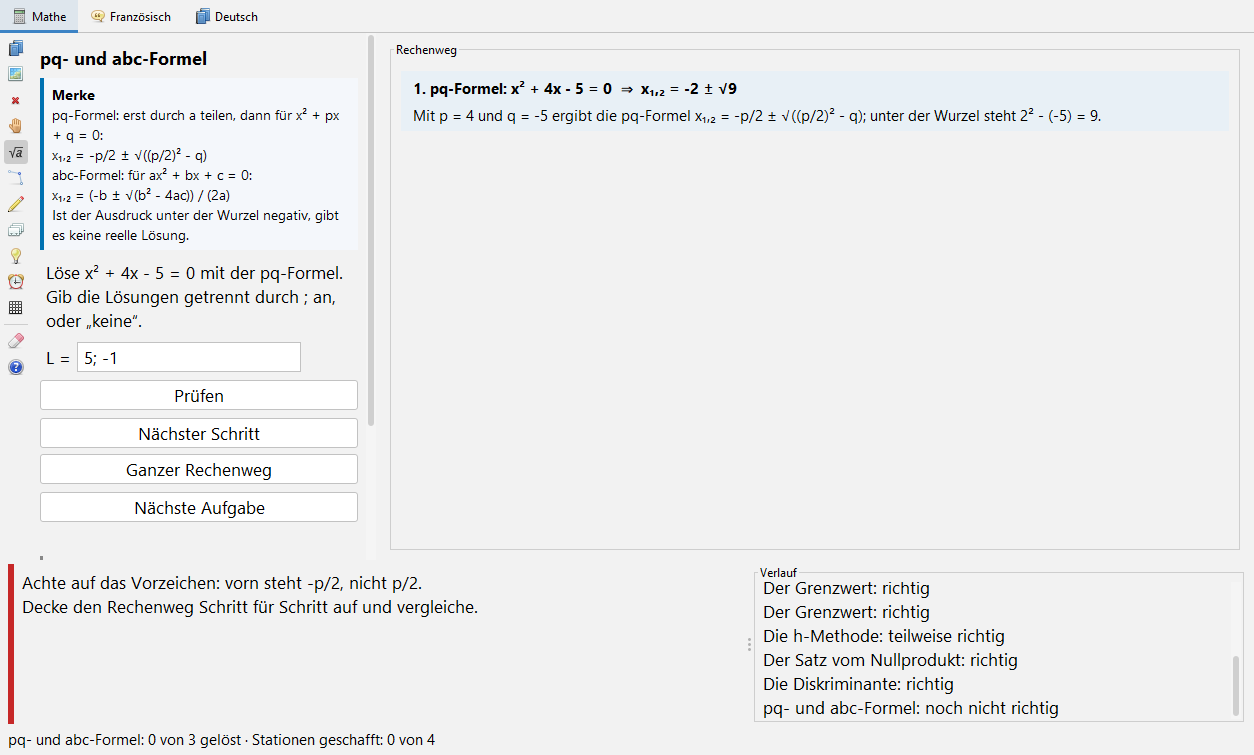 Mathe Französisch Deutsch
pq- und abc-Formel
Merke
pq-Formel: erst durch a teilen, dann für x² + px
+ q = 0:
x₁,₂ = -p/2 ± √((p/2)² - q)
abc-Formel: für ax² + bx + c = 0:
x₁,₂ = (-b ± √(b² - 4ac)) / (2a)
Ist der Ausdruck unter der Wurzel negativ, gibt
es keine reelle Lösung.
Löse x² + 4x - 5 = 0 mit der pq-Formel.
Gib die Lösungen getrennt durch ; an,
oder „keine“.
L = 5; -1
Prüfen
Nächster Schritt
Ganzer Rechenweg
Nächste Aufgabe
Rechenweg
1. pq-Formel: x² + 4x - 5 = 0 ⇒ x₁,₂ = -2 ± √9
Mit p = 4 und q = -5 ergibt die pq-Formel x₁,₂ = -p/2 ± √((p/2)² - q); unter der Wurzel steht 2² - (-5) = 9.
Achte auf das Vorzeichen: vorn steht -p/2, nicht p/2.
Decke den Rechenweg Schritt für Schritt auf und vergleiche.
Verlauf
Der Grenzwert: richtig
Der Grenzwert: richtig
Die h-Methode: teilweise richtig
Der Satz vom Nullprodukt: richtig
Die Diskriminante: richtig
pq- und abc-Formel: noch nicht richtig
pq- und abc-Formel: 0 von 3 gelöst · Stationen geschafft: 0 von 4